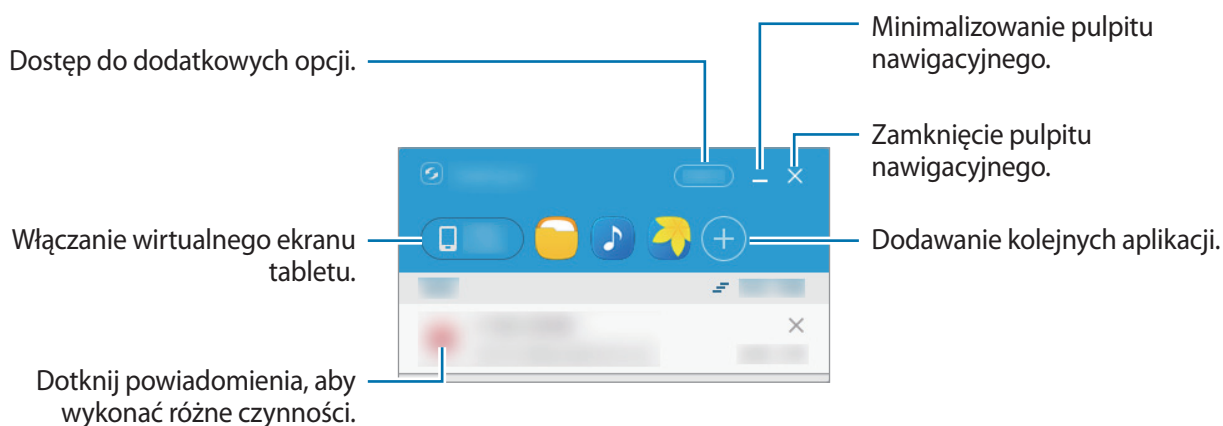 Dostęp do dodatkowych opcji.
Minimalizowanie pulpitu
nawigacyjnego.
Zamknięcie pulpitu
nawigacyjnego.
Włączanie wirtualnego ekranu
tabletu.
Dodawanie kolejnych aplikacji.
Dotknij powiadomienia, aby
wykonać różne czynności.